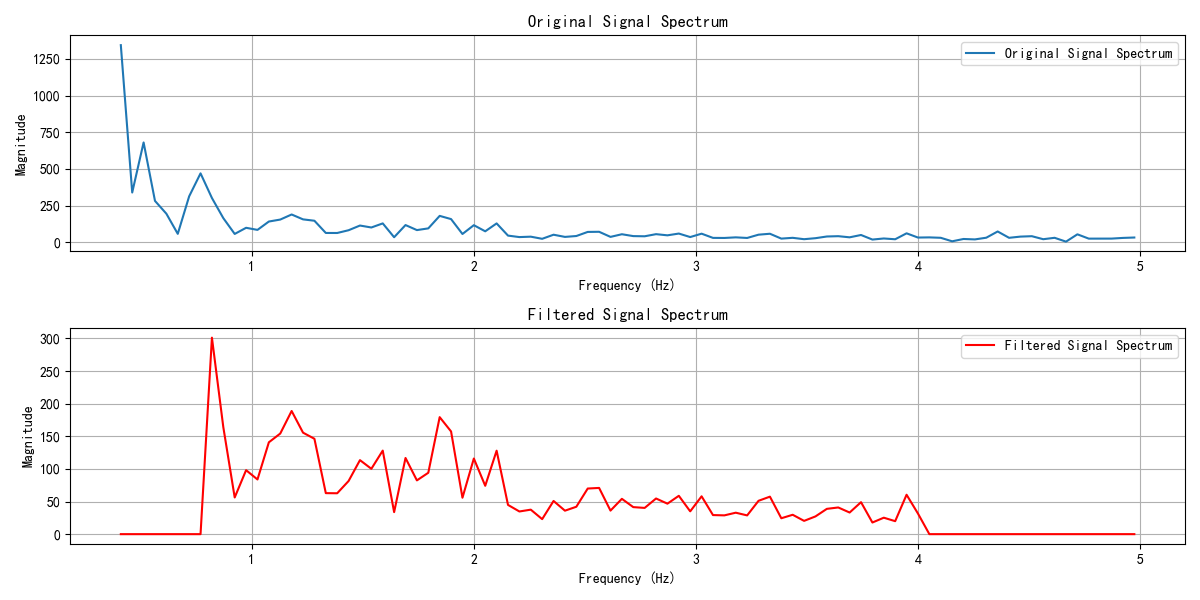 Original Signal Spectrum
1250
1000
750
500
250
0
Magnitude
Original Signal Spectrum
1 2 3 4 5
Frequency (Hz)
Filtered Signal Spectrum
300
250
200
150
100
50
0
Magnitude
Filtered Signal Spectrum
1 2 3 4 5
Frequency (Hz)